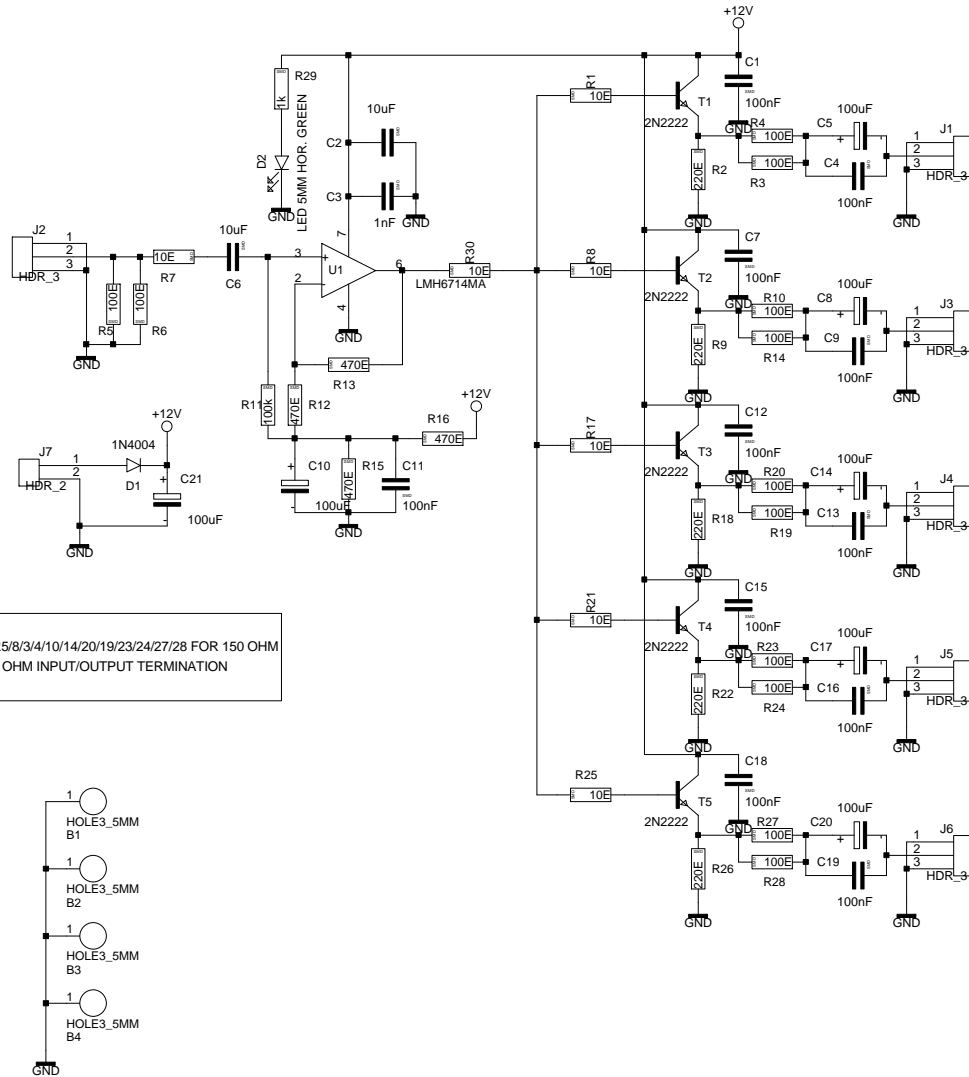 +12V
R29
1k
D2
LED 5MM HOR. GREEN
GND
10uF
C2
C3
1nF
GND
J2
1
2
3
HDR_3
R5
100E
100E
R6
GND
10E
R7
10uF
C6
3
2
7
4
6
U1
GND
R30
10E
LMH6714MA
470E
R13
R11
100k
470E
R12
C10
100uF
R15
470E
C11
100nF
GND
R16
470E
+12V
J7
1
2
HDR_2
1N4004
D1
+12V
C21
100uF
GND
R1
10E
2N2222
T1
C1
100nF
GND
R2
220E
R4
100E
100E
R3
C5
100uF
C4
100nF
J1
1
2
3
HDR_3
GND
GND
R8
10E
2N2222
T2
C7
100nF
GND
R9
220E
R10
100E
100E
R14
C8
100uF
C9
100nF
J3
1
2
3
HDR_3
GND
GND
R17
10E
2N2222
T3
C12
100nF
GND
R18
220E
R20
100E
100E
R19
C14
100uF
C13
100nF
J4
1
2
3
HDR_3
GND
GND
R21
10E
2N2222
T4
C15
100nF
GND
R22
220E
R23
100E
100E
R24
C17
100uF
C16
100nF
J5
1
2
3
HDR_3
GND
GND
R25
10E
2N2222
T5
C18
100nF
GND
R26
220E
R27
100E
100E
R28
C20
100uF
C19
100nF
J6
1
2
3
HDR_3
GND
GND
5/8/3/4/10/14/20/19/23/24/27/28 FOR 150 OHM
OHM INPUT/OUTPUT TERMINATION
1
HOLE3_5MM
B1
1
HOLE3_5MM
B2
1
HOLE3_5MM
B3
1
HOLE3_5MM
B4
GND